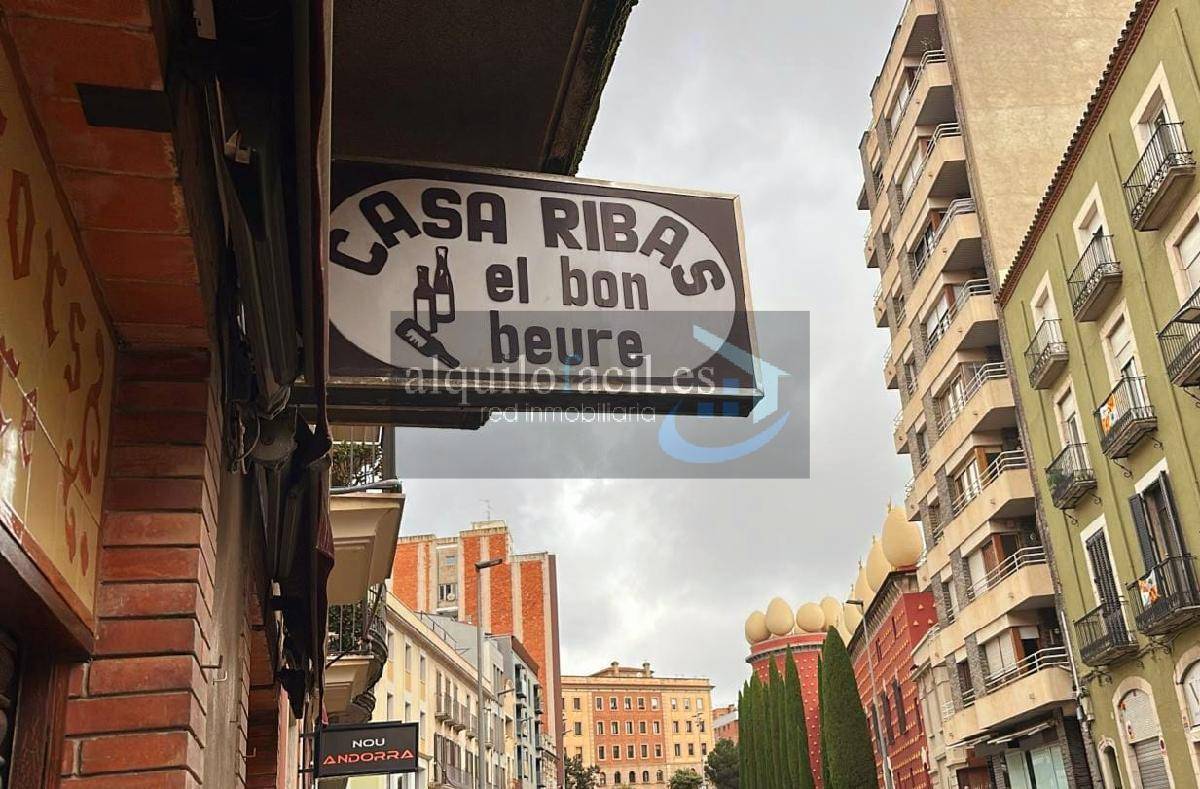 CASA RIBAS
el bon
beure
alquilofacil.es
red inmobiliaria
NOU
ANDORRA